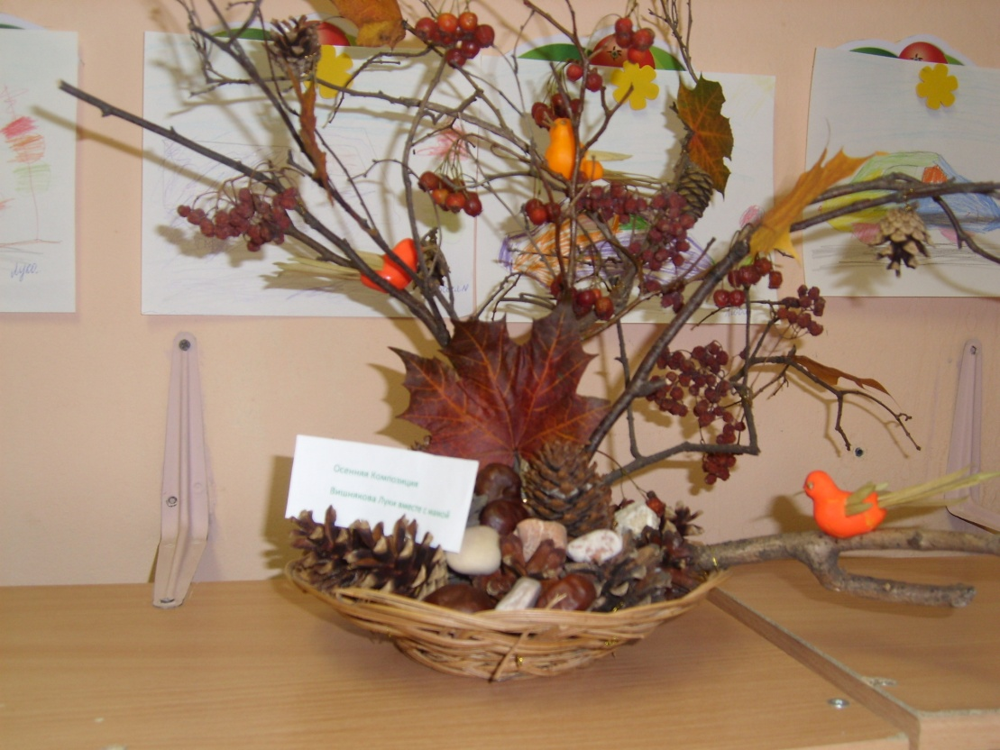 Осенняя Композиция
Вишнякова Луки вместе с мамой